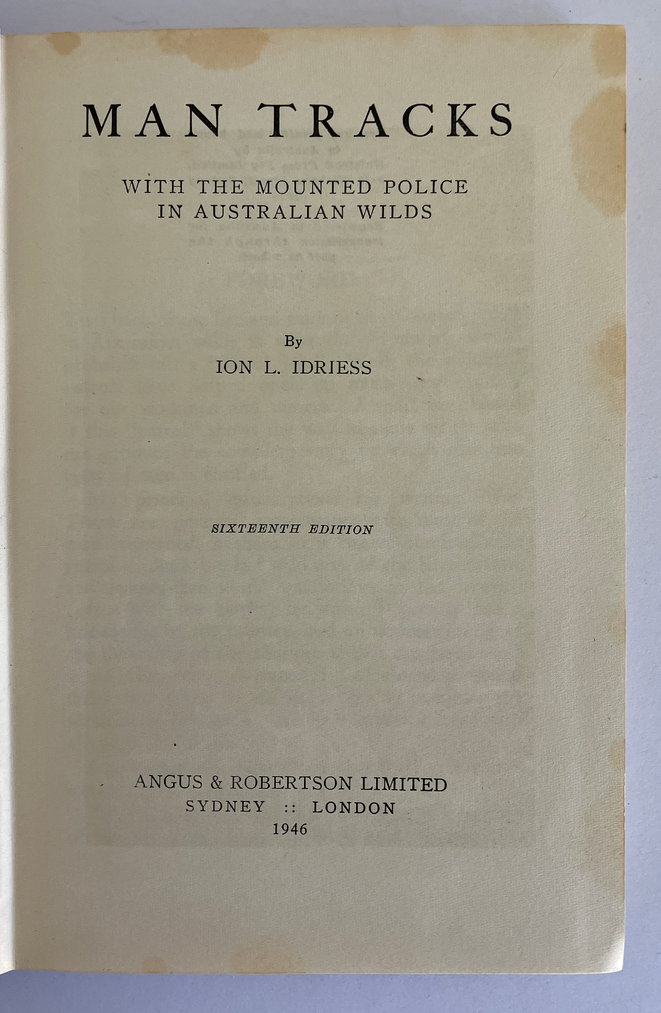 MAN TRACKS
WITH THE MOUNTED POLICE
IN AUSTRALIAN WILDS
By
ION L. IDRIESS
SIXTEENTH EDITION
ANGUS & ROBERTSON LIMITED
SYDNEY :: LONDON
1946